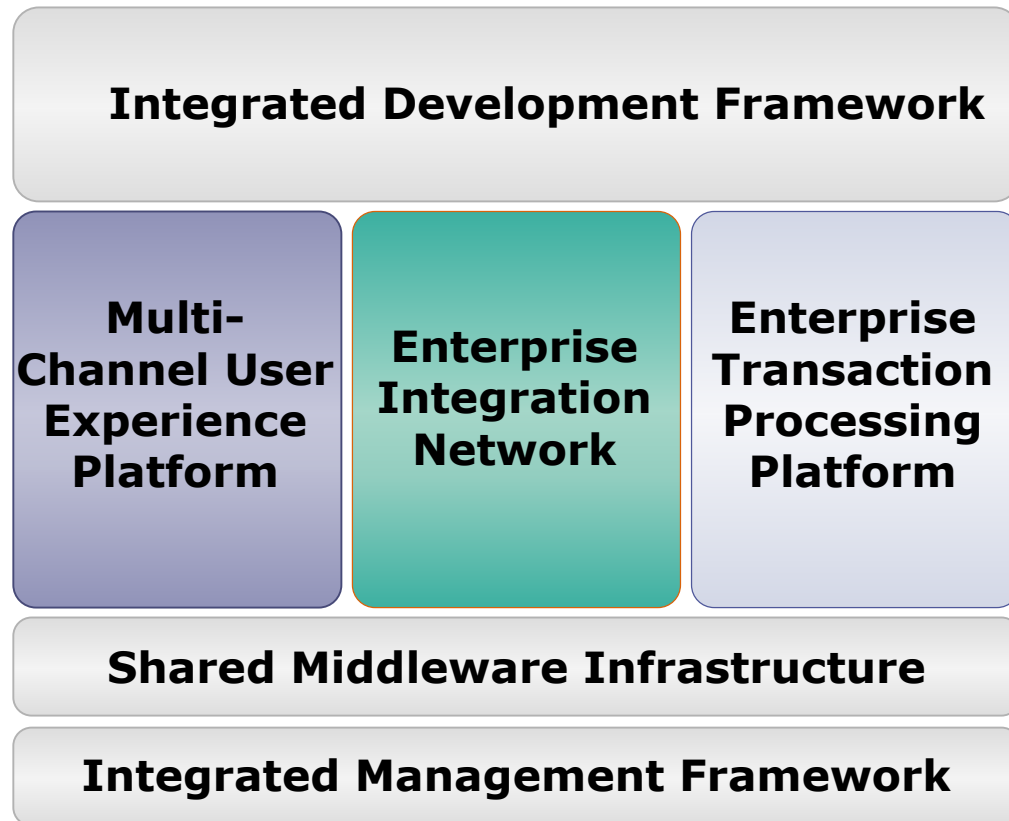 Integrated Development Framework
Multi-
Channel User
Experience
Platform
Enterprise
Integration
Network
Enterprise
Transaction
Processing
Platform
Shared Middleware Infrastructure
Integrated Management Framework